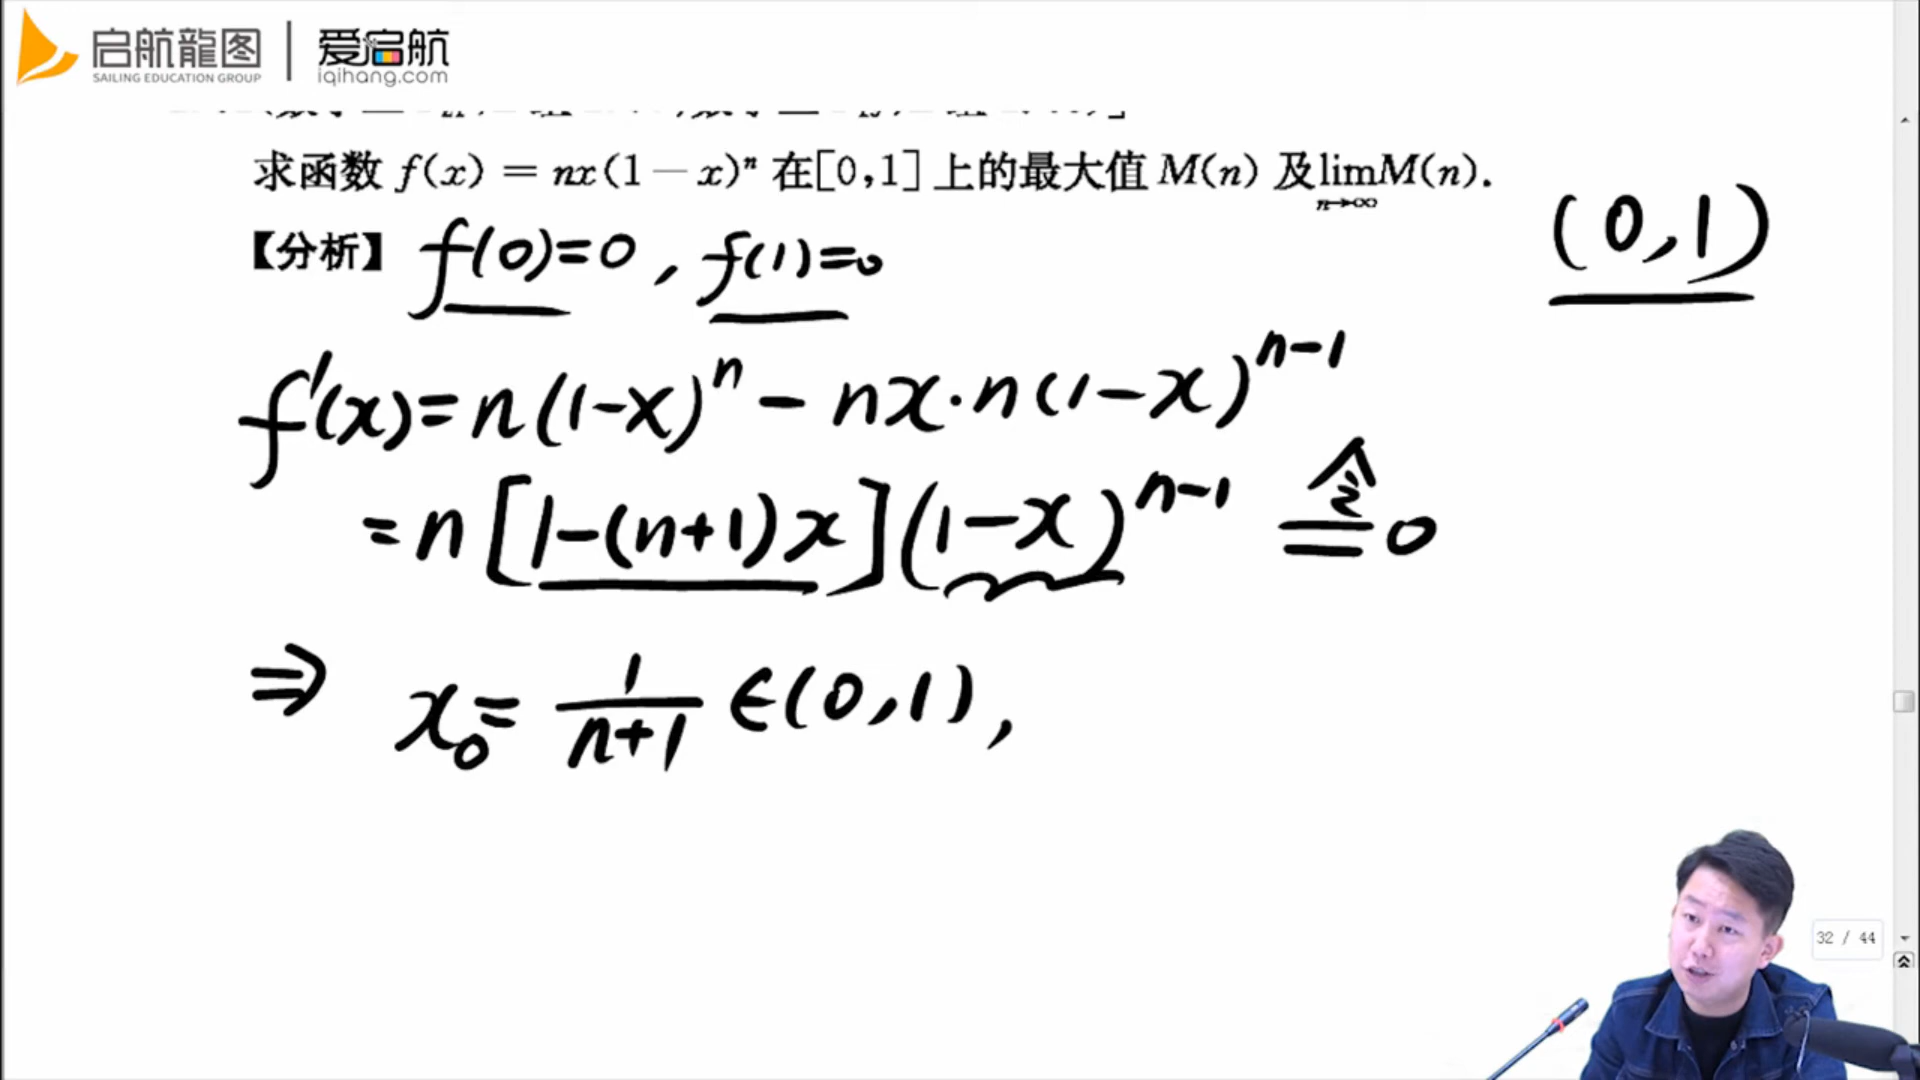 启航龍图 | 爱启航
SAILING EDUCATION GROUP iqihang.com
求函数 f(x) = nx(1−x)ⁿ 在[0,1]上的最大值 M(n) 及 lim M(n).
n→∞
(0,1)
【分析】 f(0)=0, f(1)=0
f'(x)=n(1-x)ⁿ - nx·n(1-x)ⁿ⁻¹
=n[1-(n+1)x](1-x)ⁿ⁻¹ 令 = 0
⇒ x₀= 1/(n+1) ∈(0,1),
32 / 44